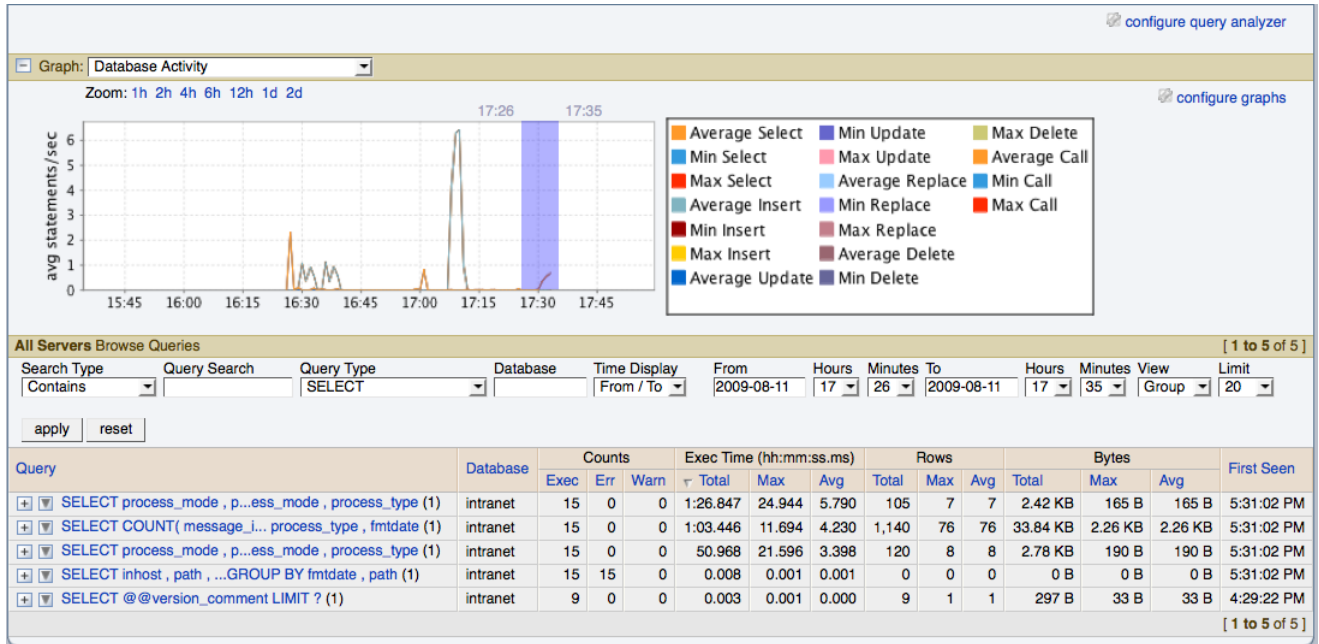 configure query analyzer
Graph: Database Activity
Zoom: 1h 2h 4h 6h 12h 1d 2d
configure graphs
17:26 17:35
avg statements/sec
6
5
4
3
2
1
0
15:45 16:00 16:15 16:30 16:45 17:00 17:15 17:30 17:45
Average Select Min Update Max Delete
Min Select Max Update Average Call
Max Select Average Replace Min Call
Average Insert Min Replace Max Call
Min Insert Max Replace
Max Insert Average Delete
Average Update Min Delete
All Servers Browse Queries [ 1 to 5 of 5 ]
Search Type Query Search Query Type Database Time Display From Hours Minutes To Hours Minutes View Limit
Contains SELECT From / To 2009-08-11 17 26 2009-08-11 17 35 Group 20
apply reset
Query Database Counts Exec Time (hh:mm:ss.ms) Rows Bytes First Seen
Exec Err Warn Total Max Avg Total Max Avg Total Max Avg
SELECT process_mode , p...ess_mode , process_type (1) intranet 15 0 0 1:26.847 24.944 5.790 105 7 7 2.42 KB 165 B 165 B 5:31:02 PM
SELECT COUNT( message_i... process_type , fmtdate (1) intranet 15 0 0 1:03.446 11.694 4.230 1,140 76 76 33.84 KB 2.26 KB 2.26 KB 5:31:02 PM
SELECT process_mode , p...ess_mode , process_type (1) intranet 15 0 0 50.968 21.596 3.398 120 8 8 2.78 KB 190 B 190 B 5:31:02 PM
SELECT inhost , path , ...GROUP BY fmtdate , path (1) intranet 15 15 0 0.008 0.001 0.001 0 0 0 0 B 0 B 0 B 5:31:02 PM
SELECT @@version_comment LIMIT ? (1) intranet 9 0 0 0.003 0.001 0.000 9 1 1 297 B 33 B 33 B 4:29:22 PM
[ 1 to 5 of 5 ]